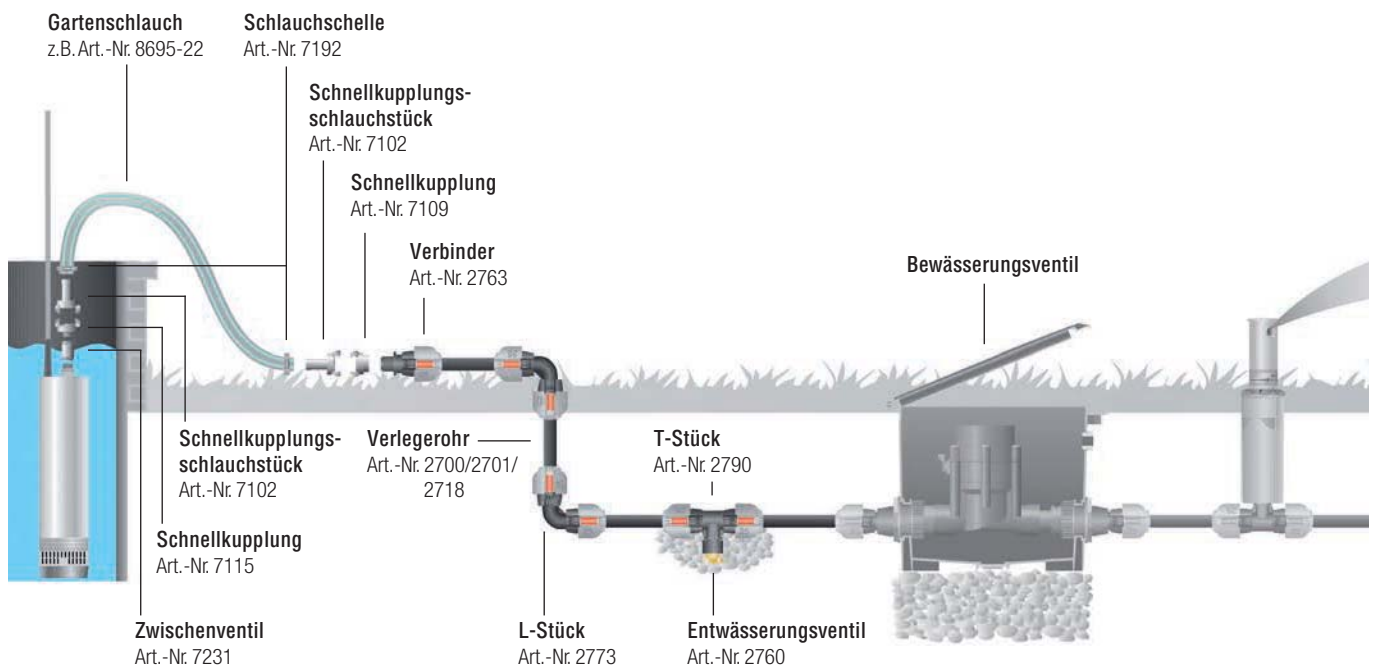 Gartenschlauch
z.B. Art.-Nr. 8695-22
Schlauchschelle
Art.-Nr. 7192
Schnellkupplungs-
schlauchstück
Art.-Nr. 7102
Schnellkupplung
Art.-Nr. 7109
Verbinder
Art.-Nr. 2763
Bewässerungsventil
Schnellkupplungs-
schlauchstück
Art.-Nr. 7102
Verlegerohr
Art.-Nr. 2700/2701/
2718
T-Stück
Art.-Nr. 2790
Schnellkupplung
Art.-Nr. 7115
Zwischenventil
Art.-Nr. 7231
L-Stück
Art.-Nr. 2773
Entwässerungsventil
Art.-Nr. 2760